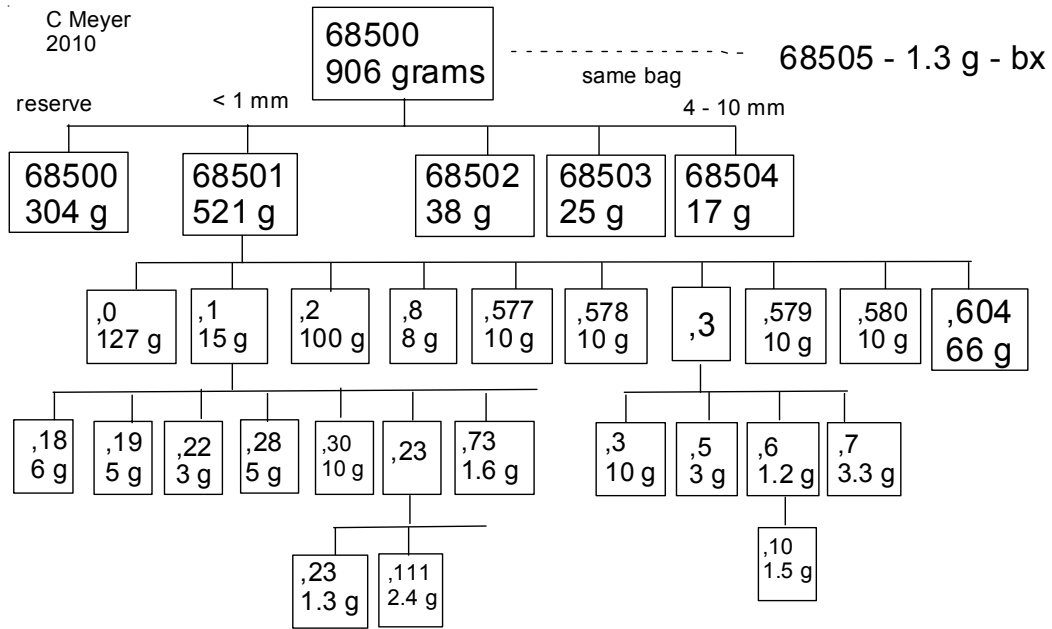 C Meyer
2010
68500
906 grams
same bag
68505 - 1.3 g - bx
reserve
< 1 mm
4 - 10 mm
68500
304 g
68501
521 g
68502
38 g
68503
25 g
68504
17 g
,0
127 g
,1
15 g
,2
100 g
,8
8 g
,577
10 g
,578
10 g
,3
,579
10 g
,580
10 g
,604
66 g
,18
6 g
,19
5 g
,22
3 g
,28
5 g
,30
10 g
,23
,73
1.6 g
,3
10 g
,5
3 g
,6
1.2 g
,7
3.3 g
,23
1.3 g
,111
2.4 g
,10
1.5 g